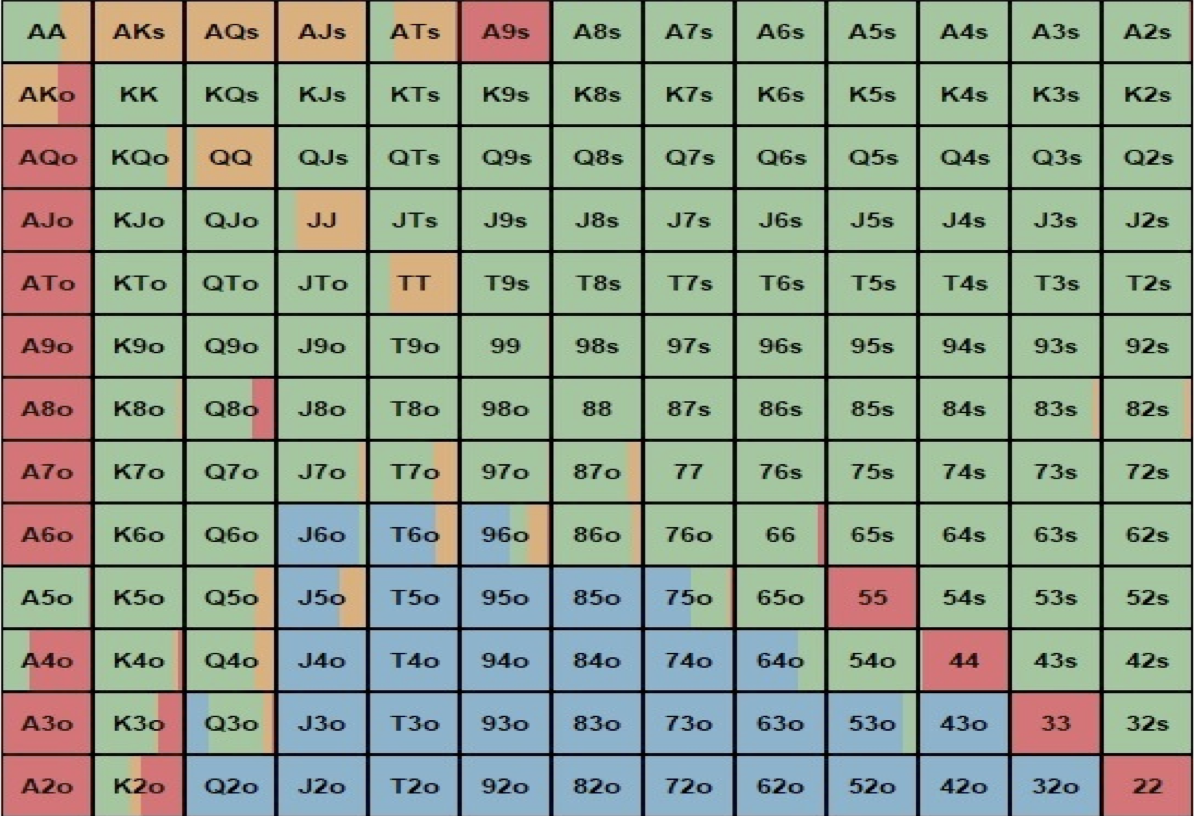 AA AKs AQs AJs ATs A9s A8s A7s A6s A5s A4s A3s A2s
AKo KK KQs KJs KTs K9s K8s K7s K6s K5s K4s K3s K2s
AQo KQo QQ QJs QTs Q9s Q8s Q7s Q6s Q5s Q4s Q3s Q2s
AJo KJo QJo JJ JTs J9s J8s J7s J6s J5s J4s J3s J2s
ATo KTo QTo JTo TT T9s T8s T7s T6s T5s T4s T3s T2s
A9o K9o Q9o J9o T9o 99 98s 97s 96s 95s 94s 93s 92s
A8o K8o Q8o J8o T8o 98o 88 87s 86s 85s 84s 83s 82s
A7o K7o Q7o J7o T7o 97o 87o 77 76s 75s 74s 73s 72s
A6o K6o Q6o J6o T6o 96o 86o 76o 66 65s 64s 63s 62s
A5o K5o Q5o J5o T5o 95o 85o 75o 65o 55 54s 53s 52s
A4o K4o Q4o J4o T4o 94o 84o 74o 64o 54o 44 43s 42s
A3o K3o Q3o J3o T3o 93o 83o 73o 63o 53o 43o 33 32s
A2o K2o Q2o J2o T2o 92o 82o 72o 62o 52o 42o 32o 22